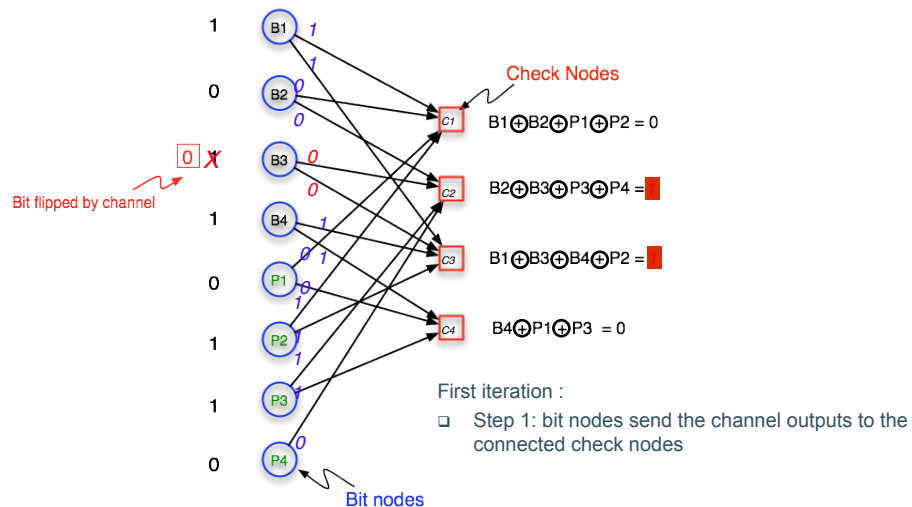 1 B1 1
1
Check Nodes
0 B2 0
0
C1 B1⊕B2⊕P1⊕P2 = 0
0 X 1 B3 0
0
Bit flipped by channel
C2 B2⊕B3⊕P3⊕P4 = 1
1 B4 1
1
C3 B1⊕B3⊕B4⊕P2 = 1
0 P1 0
0
C4 B4⊕P1⊕P3 = 0
1 P2 1
1
1 P3 1
1
0 P4 0
Bit nodes
First iteration :
Step 1: bit nodes send the channel outputs to the
connected check nodes